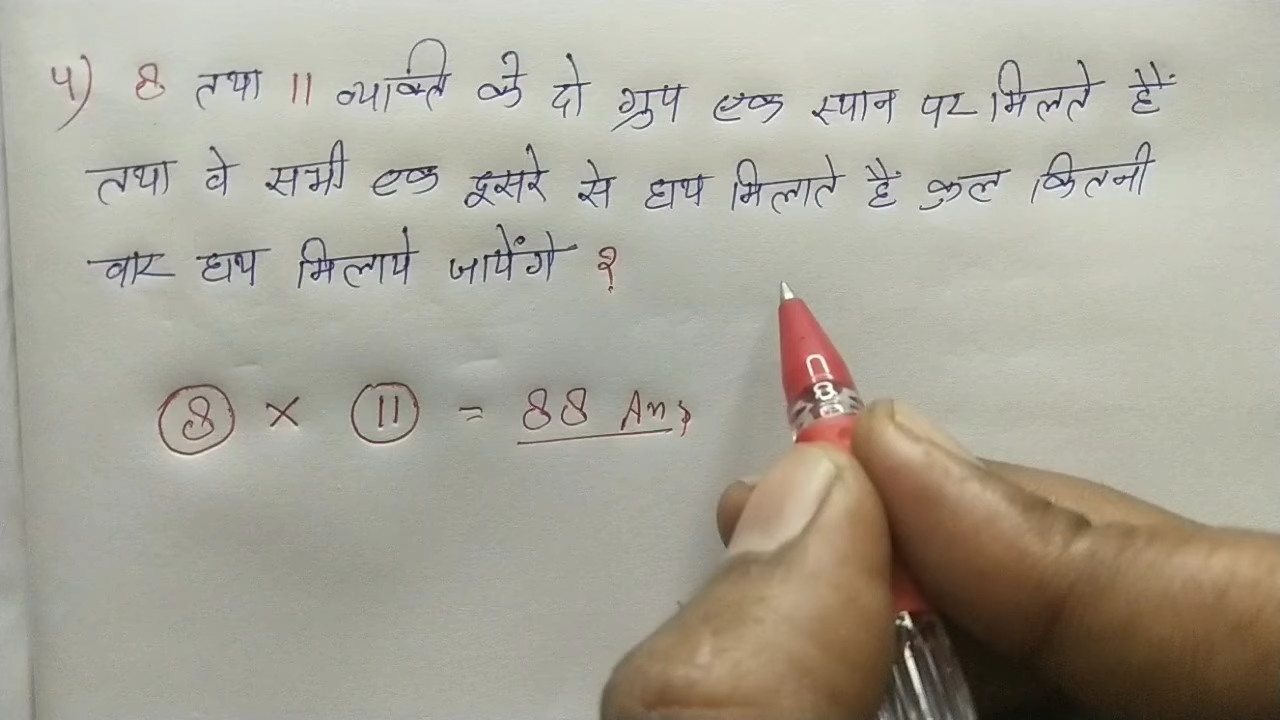 4) 8 तथा 11 व्यक्ति के दो ग्रुप एक स्थान पर मिलते हैं
तथा वे सभी एक दूसरे से हाथ मिलाते हैं कुल कितनी
बार हाथ मिलाये जायेंगे ?
8 × 11 = 88 Ans